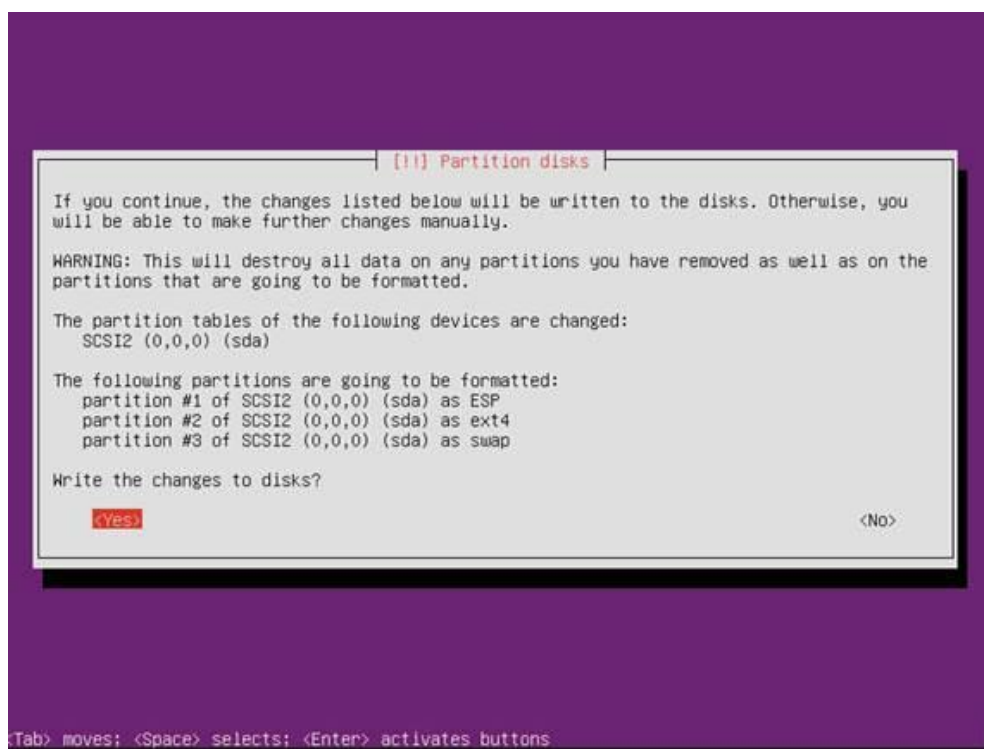 [!!] Partition disks
If you continue, the changes listed below will be written to the disks. Otherwise, you
will be able to make further changes manually.
WARNING: This will destroy all data on any partitions you have removed as well as on the
partitions that are going to be formatted.
The partition tables of the following devices are changed:
SCSI2 (0,0,0) (sda)
The following partitions are going to be formatted:
partition #1 of SCSI2 (0,0,0) (sda) as ESP
partition #2 of SCSI2 (0,0,0) (sda) as ext4
partition #3 of SCSI2 (0,0,0) (sda) as swap
Write the changes to disks?
<Yes> <No>
<Tab> moves; <Space> selects; <Enter> activates buttons